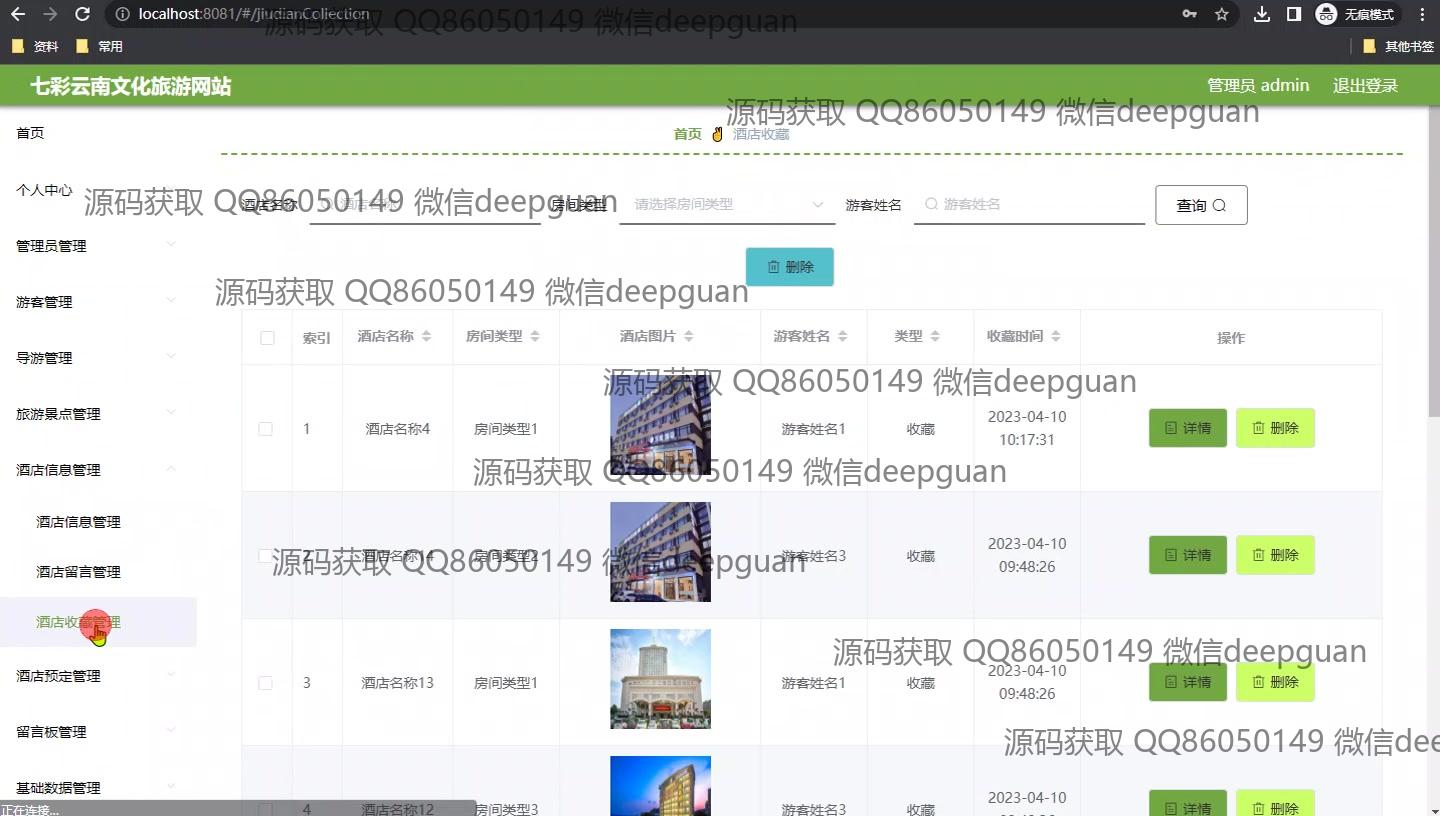 localhost:8081/#/jiudianCollection
无痕模式
资料
常用
其他书签
源码获取 QQ86050149 微信deepguan
七彩云南文化旅游网站
管理员 admin
退出登录
源码获取 QQ86050149 微信deepguan
首页
首页
酒店收藏
个人中心
源码获取 QQ86050149 微信deepguan
酒店名称
酒店名称
房间类型
请选择房间类型
游客姓名
游客姓名
查询
管理员管理
删除
源码获取 QQ86050149 微信deepguan
游客管理
索引
酒店名称
房间类型
酒店图片
游客姓名
类型
收藏时间
操作
导游管理
源码获取 QQ86050149 微信deepguan
旅游景点管理
1
酒店名称4
房间类型1
游客姓名1
收藏
2023-04-10
10:17:31
详情
删除
酒店信息管理
源码获取 QQ86050149 微信deepguan
酒店信息管理
酒店留言管理
2
酒店名称14
房间类型2
游客姓名3
收藏
2023-04-10
09:48:26
详情
删除
源码获取 QQ86050149 微信deepguan
酒店收藏管理
源码获取 QQ86050149 微信deepguan
酒店预定管理
3
酒店名称13
房间类型1
游客姓名1
收藏
2023-04-10
09:48:26
详情
删除
留言板管理
源码获取 QQ86050149 微信dee
基础数据管理
4
酒店名称12
房间类型3
游客姓名3
收藏
2023-04-10
详情
删除
正在连接...